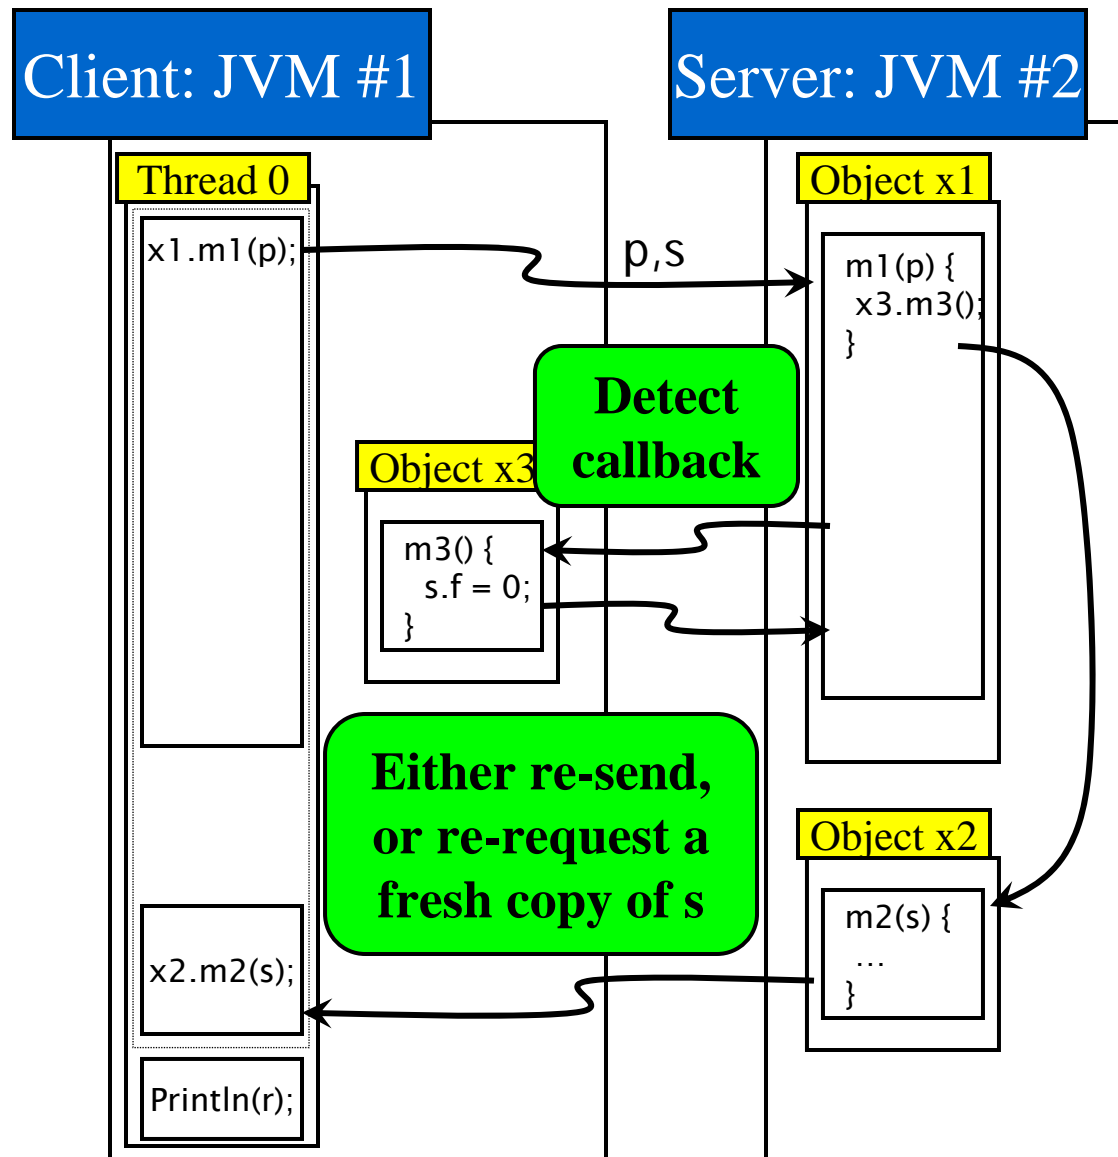 Client: JVM #1
Server: JVM #2
Thread 0
Object x1
x1.m1(p);
p,s
m1(p) {
x3.m3();
}
Detect
callback
Object x3
m3() {
s.f = 0;
}
Either re-send,
or re-request a
fresh copy of s
Object x2
m2(s) {
...
}
x2.m2(s);
Println(r);